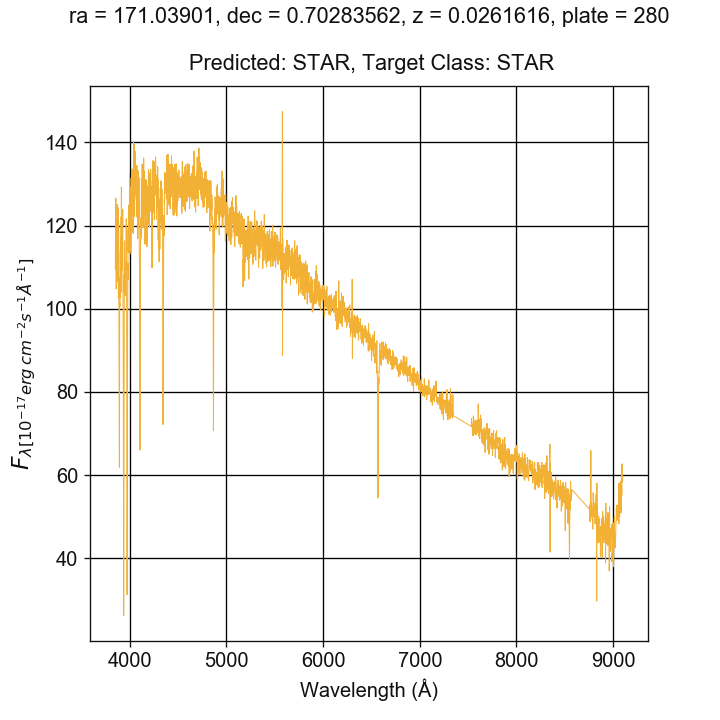 ra = 171.03901, dec = 0.70283562, z = 0.0261616, plate = 280
Predicted: STAR, Target Class: STAR
140
120
100
80
60
40
F_λ[10^{-17} erg cm^{-2} s^{-1} Å^{-1}]
4000 5000 6000 7000 8000 9000
Wavelength (Å)